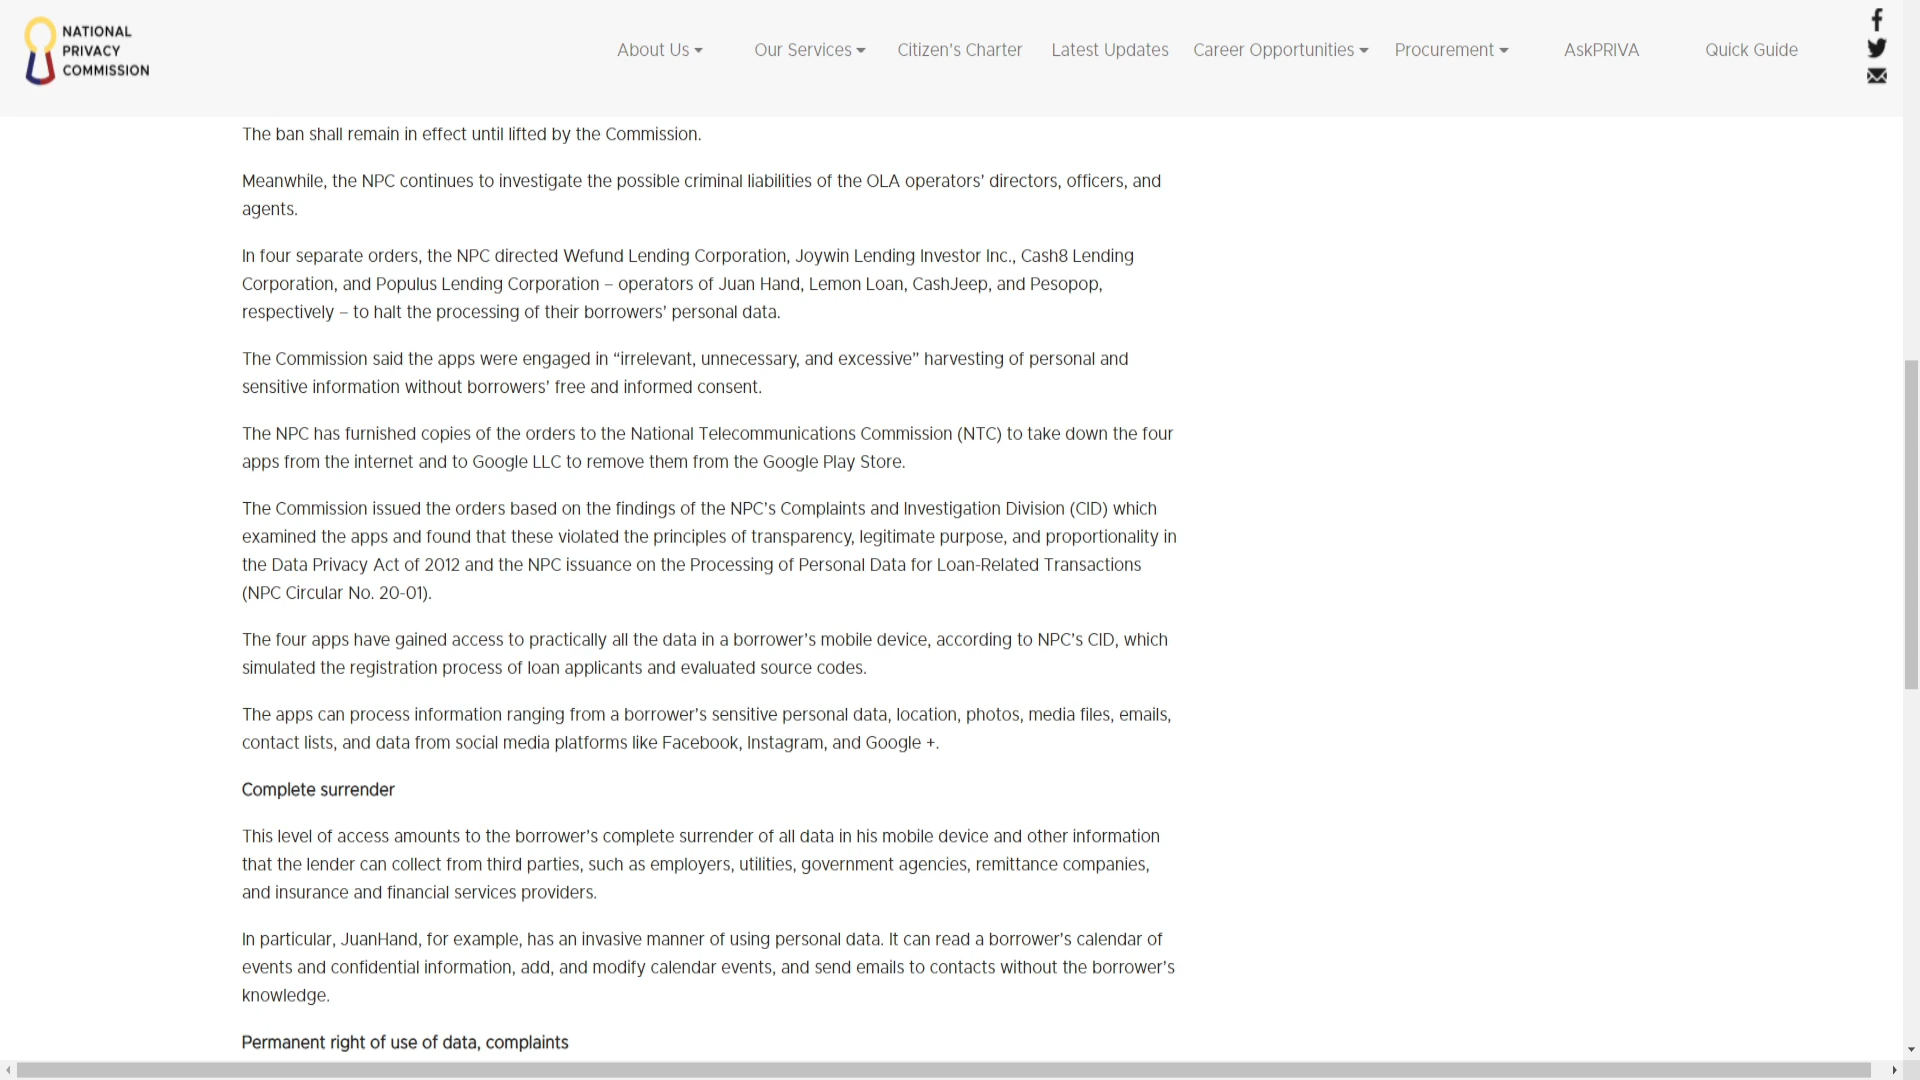 NATIONAL
PRIVACY
COMMISSION
About Us
Our Services
Citizen's Charter
Latest Updates
Career Opportunities
Procurement
AskPRIVA
Quick Guide
The ban shall remain in effect until lifted by the Commission.
Meanwhile, the NPC continues to investigate the possible criminal liabilities of the OLA operators’ directors, officers, and
agents.
In four separate orders, the NPC directed Wefund Lending Corporation, Joywin Lending Investor Inc., Cash8 Lending
Corporation, and Populus Lending Corporation – operators of Juan Hand, Lemon Loan, CashJeep, and Pesopop,
respectively – to halt the processing of their borrowers’ personal data.
The Commission said the apps were engaged in “irrelevant, unnecessary, and excessive” harvesting of personal and
sensitive information without borrowers’ free and informed consent.
The NPC has furnished copies of the orders to the National Telecommunications Commission (NTC) to take down the four
apps from the internet and to Google LLC to remove them from the Google Play Store.
The Commission issued the orders based on the findings of the NPC’s Complaints and Investigation Division (CID) which
examined the apps and found that these violated the principles of transparency, legitimate purpose, and proportionality in
the Data Privacy Act of 2012 and the NPC issuance on the Processing of Personal Data for Loan-Related Transactions
(NPC Circular No. 20-01).
The four apps have gained access to practically all the data in a borrower’s mobile device, according to NPC’s CID, which
simulated the registration process of loan applicants and evaluated source codes.
The apps can process information ranging from a borrower’s sensitive personal data, location, photos, media files, emails,
contact lists, and data from social media platforms like Facebook, Instagram, and Google +.
Complete surrender
This level of access amounts to the borrower’s complete surrender of all data in his mobile device and other information
that the lender can collect from third parties, such as employers, utilities, government agencies, remittance companies,
and insurance and financial services providers.
In particular, JuanHand, for example, has an invasive manner of using personal data. It can read a borrower’s calendar of
events and confidential information, add, and modify calendar events, and send emails to contacts without the borrower’s
knowledge.
Permanent right of use of data, complaints